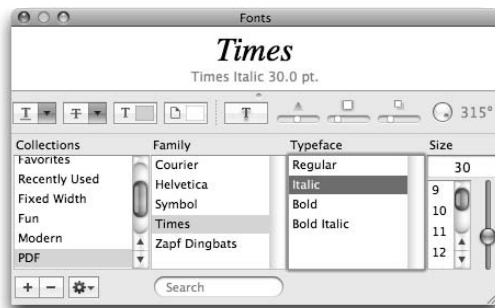 Fonts
Times
Times Italic 30.0 pt.
T T T T 315°
Collections Family Typeface Size
Favorites
Recently Used
Fixed Width
Fun
Modern
PDF
Courier
Helvetica
Symbol
Times
Zapf Dingbats
Regular
Italic
Bold
Bold Italic
30
9
10
11
12
Search